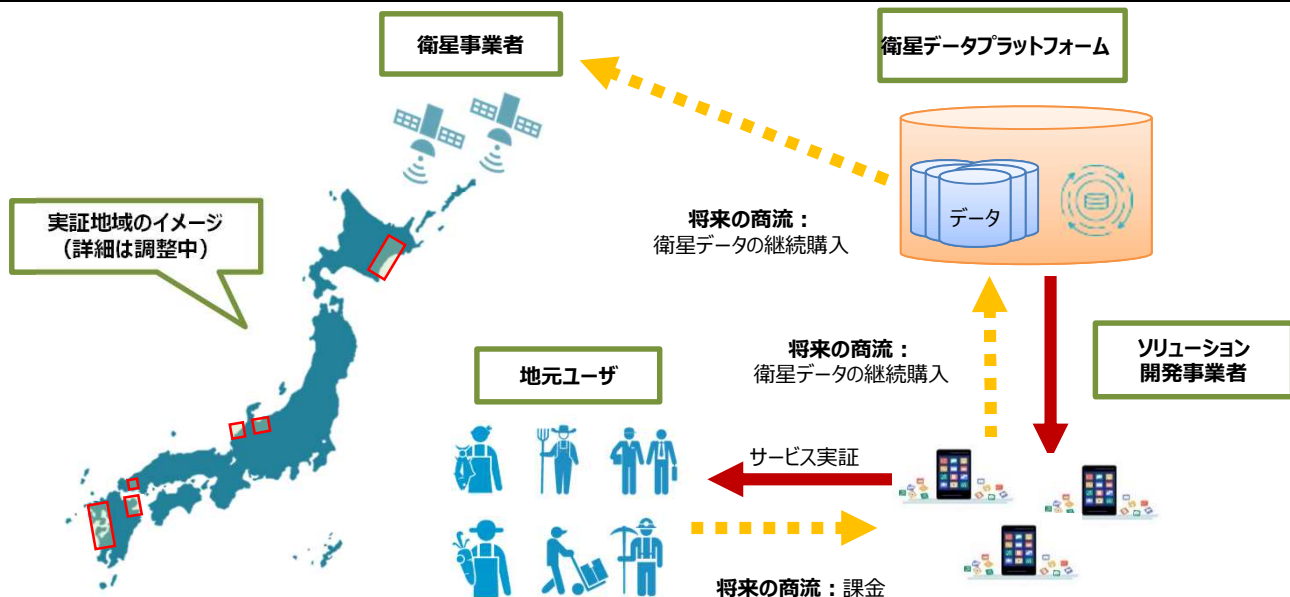 衛星事業者
衛星データプラットフォーム
実証地域のイメージ
(詳細は調整中)
データ
将来の商流:
衛星データの継続購入
将来の商流:
衛星データの継続購入
ソリューション
開発事業者
地元ユーザ
サービス実証
将来の商流:課金